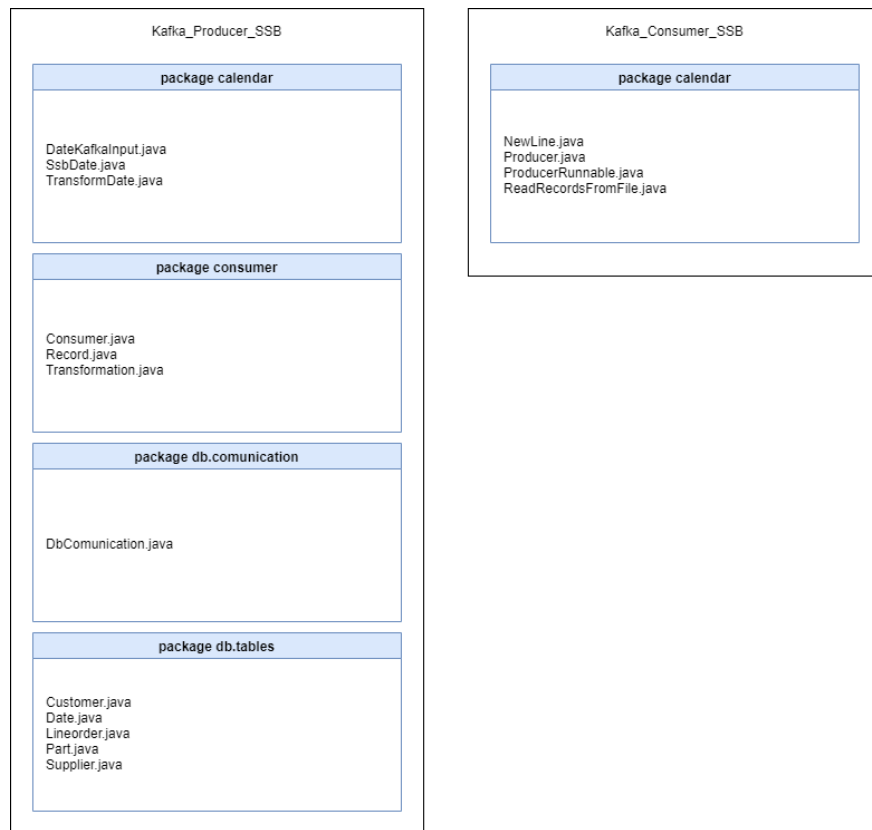 Kafka_Producer_SSB
package calendar
DateKafkaInput.java
SsbDate.java
TransformDate.java
package consumer
Consumer.java
Record.java
Transformation.java
package db.comunication
DbComunication.java
package db.tables
Customer.java
Date.java
Lineorder.java
Part.java
Supplier.java
Kafka_Consumer_SSB
package calendar
NewLine.java
Producer.java
ProducerRunnable.java
ReadRecordsFromFile.java